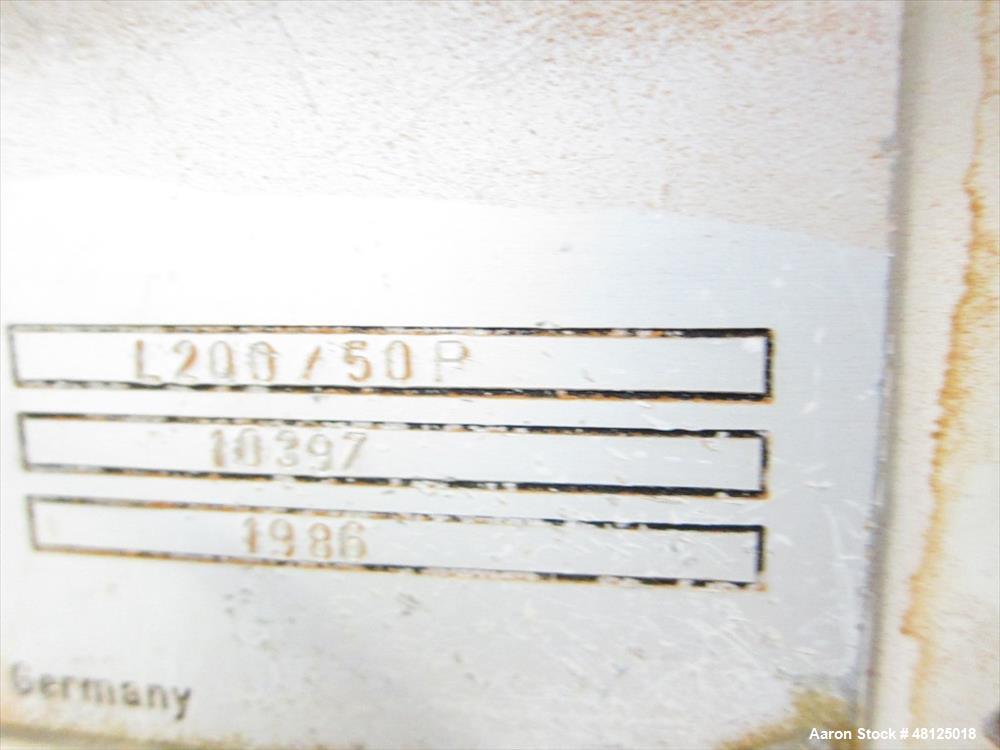 L200/50P
10397
1986
Germany
Aaron Stock # 48125018